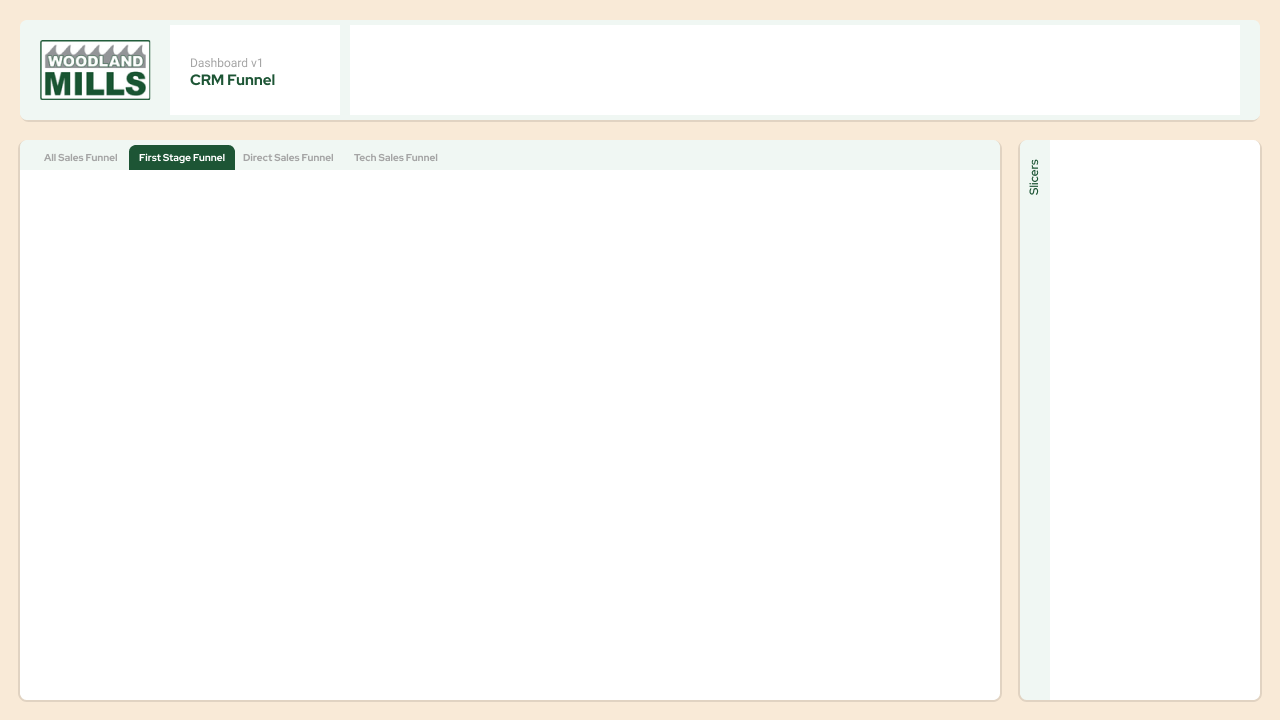 WOODLAND
MILLS
Dashboard v1
CRM Funnel
All Sales Funnel
First Stage Funnel
Direct Sales Funnel
Tech Sales Funnel
Slicers